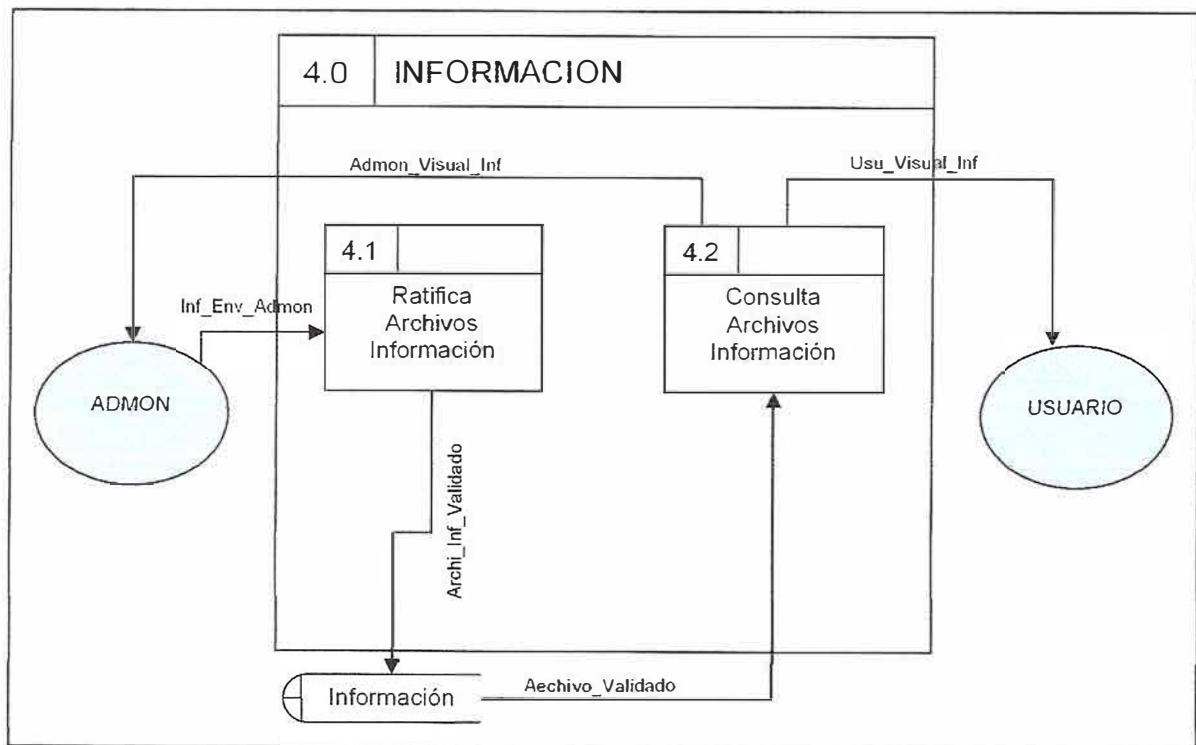 4.0 INFORMACION
Admon_Visual_Inf
Usu_Visual_Inf
4.1
Ratifica
Archivos
Información
4.2
Consulta
Archivos
Información
Inf_Env_Admon
ADMON
USUARIO
Archi_Inf_Validado
Información
Aechivo_Validado